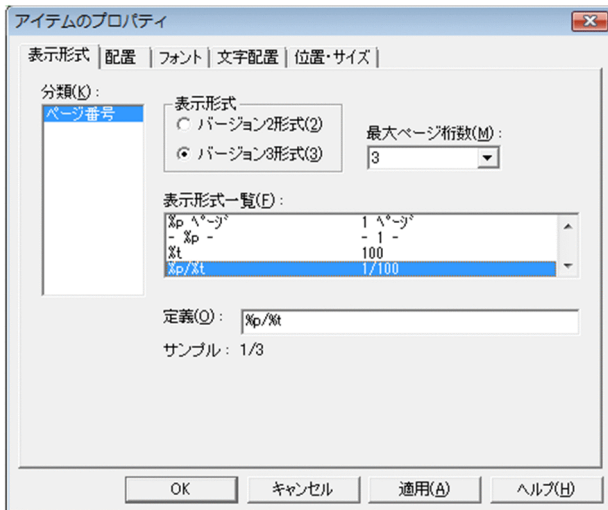 アイテムのプロパティ
表示形式 配置 フォント 文字配置 位置・サイズ
分類(K):
ページ番号
表示形式
バージョン2形式(2)
バージョン3形式(3)
最大ページ桁数(M):
3
表示形式一覧(F):
%p ﾍﾟｰｼﾞ 1 ﾍﾟｰｼﾞ
- %p - - 1 -
%t 100
%p/%t 1/100
定義(O): %p/%t
サンプル: 1/3
OK キャンセル 適用(A) ヘルプ(H)